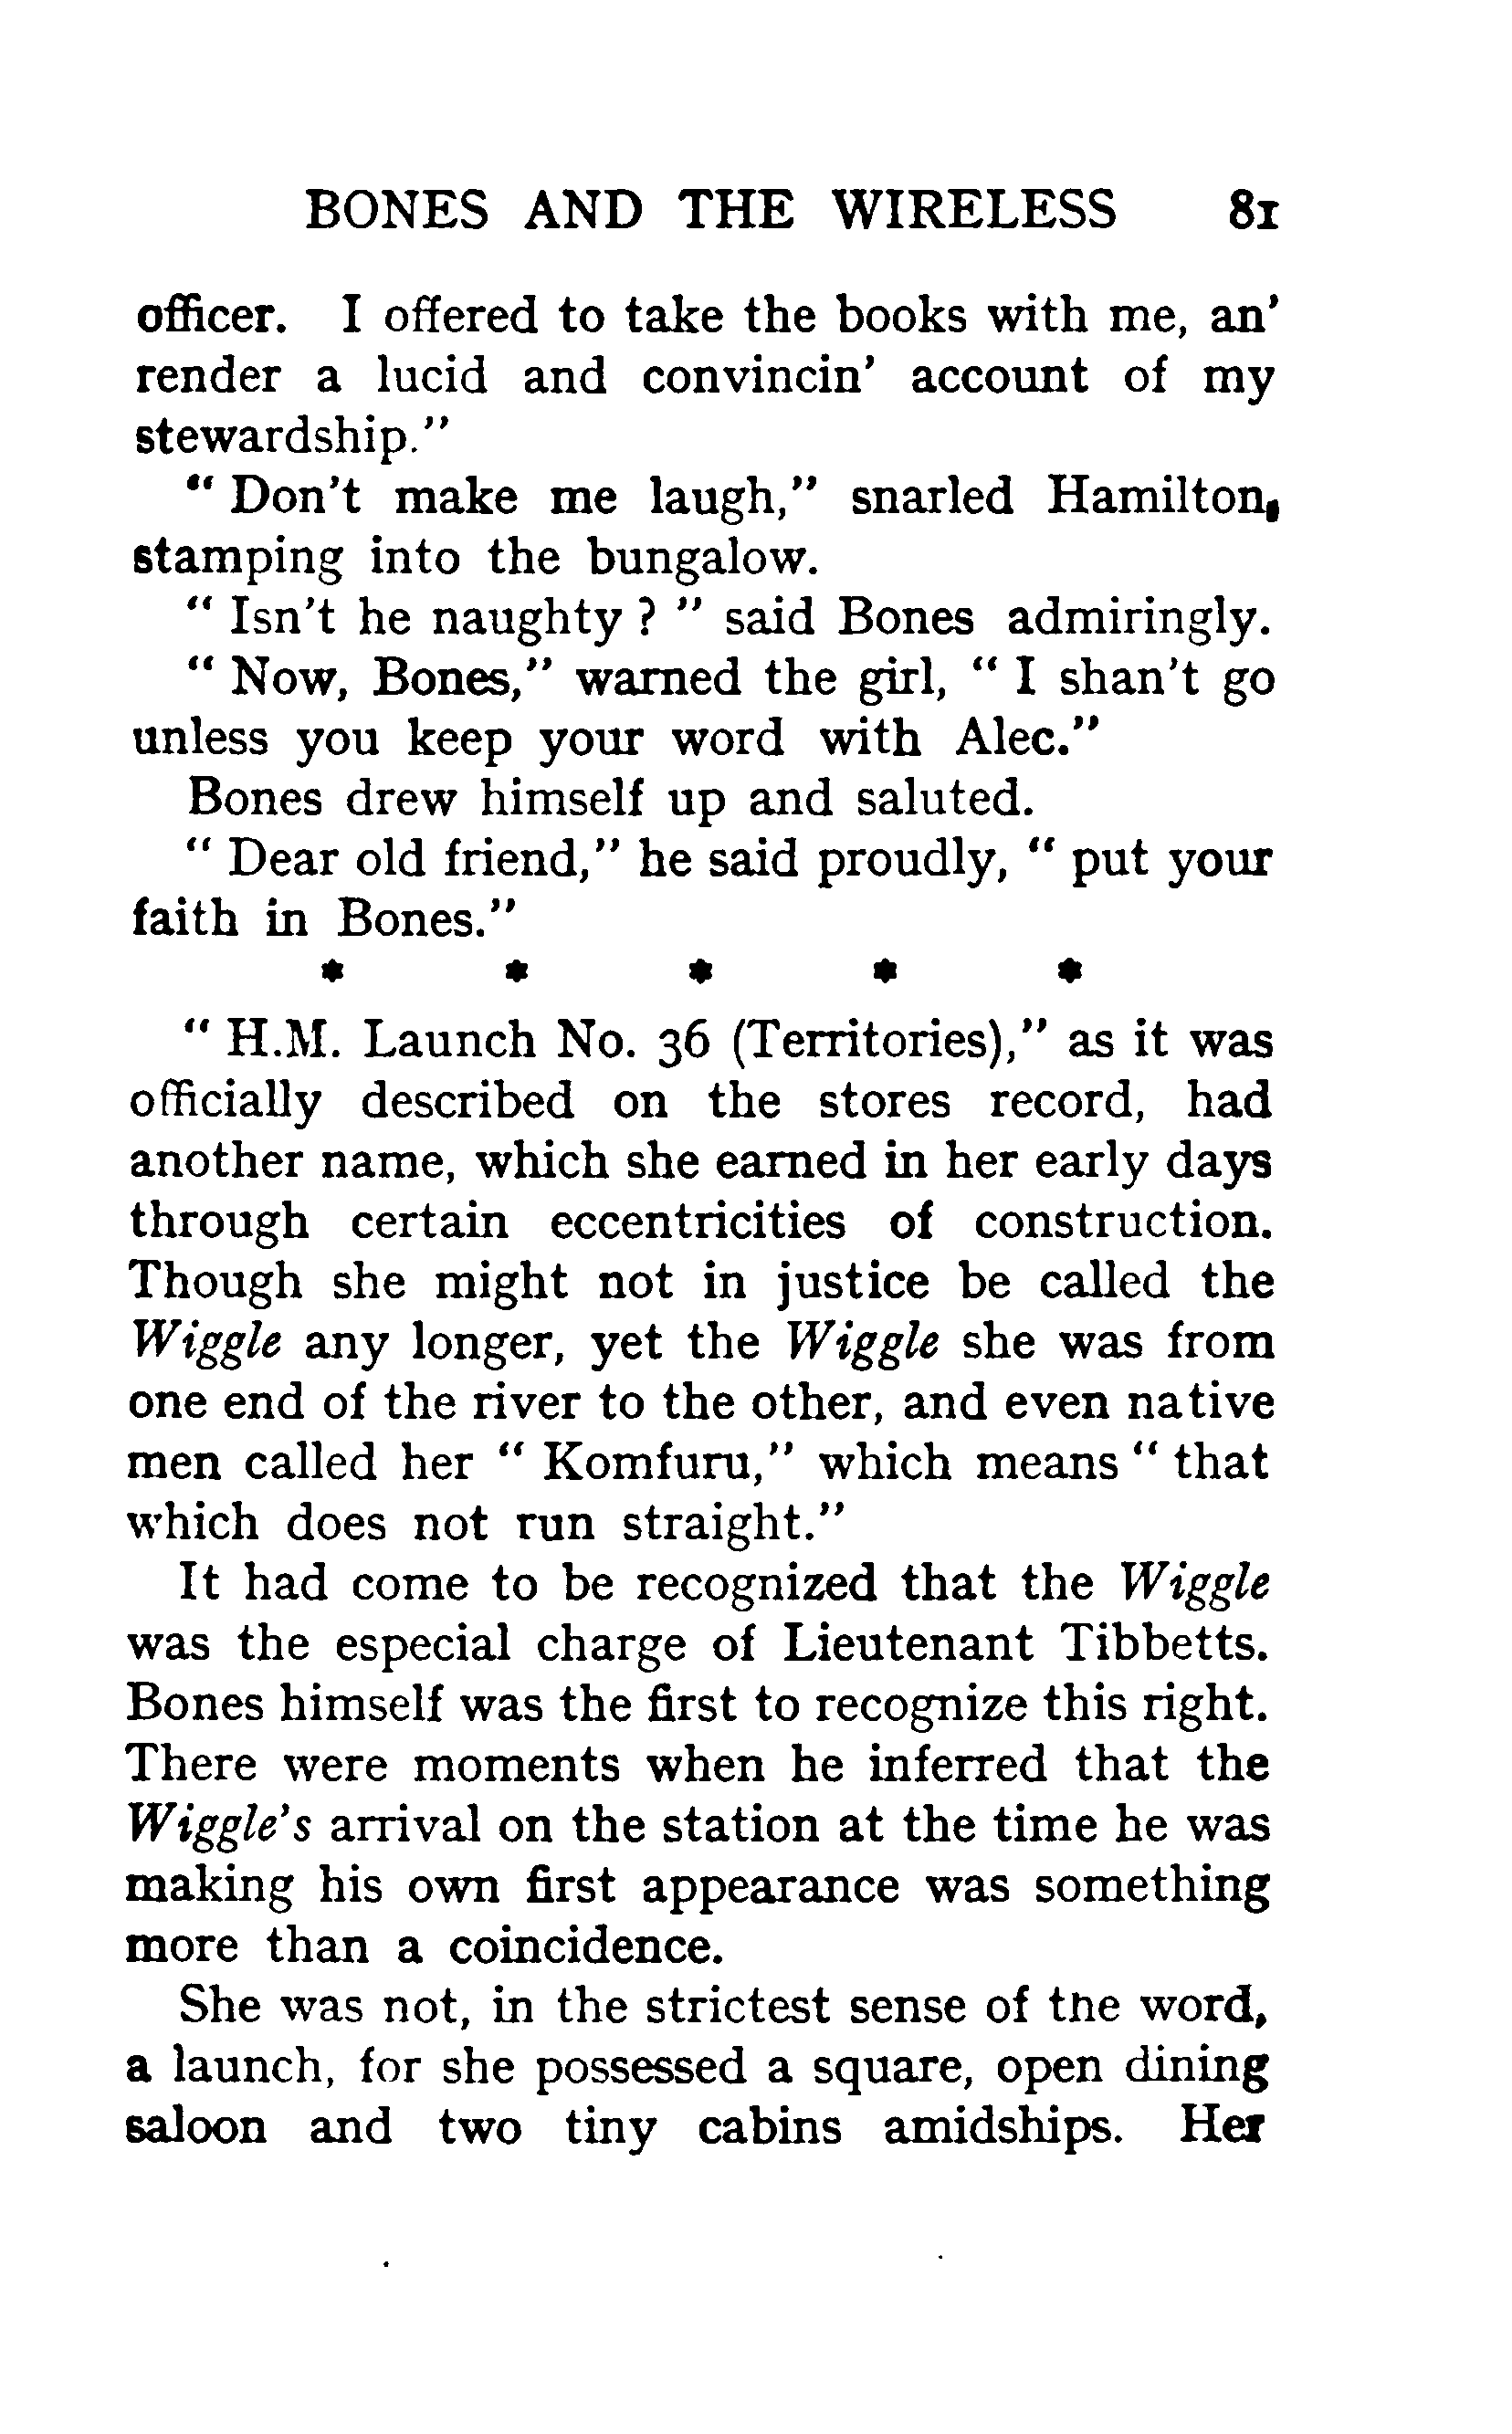 BONES AND THE WIRELESS 81
officer. I offered to take the books with me, an'
render a lucid and convincin' account of my
stewardship."
" Don't make me laugh," snarled Hamilton,
stamping into the bungalow.
" Isn't he naughty ? " said Bones admiringly.
" Now, Bones," warned the girl, " I shan't go
unless you keep your word with Alec."
Bones drew himself up and saluted.
" Dear old friend," he said proudly, " put your
faith in Bones."
* * * * *
" H.M. Launch No. 36 (Territories)," as it was
officially described on the stores record, had
another name, which she earned in her early days
through certain eccentricities of construction.
Though she might not in justice be called the
Wiggle any longer, yet the Wiggle she was from
one end of the river to the other, and even native
men called her " Komfuru," which means " that
which does not run straight."
It had come to be recognized that the Wiggle
was the especial charge of Lieutenant Tibbetts.
Bones himself was the first to recognize this right.
There were moments when he inferred that the
Wiggle's arrival on the station at the time he was
making his own first appearance was something
more than a coincidence.
She was not, in the strictest sense of the word,
a launch, for she possessed a square, open dining
saloon and two tiny cabins amidships. Her